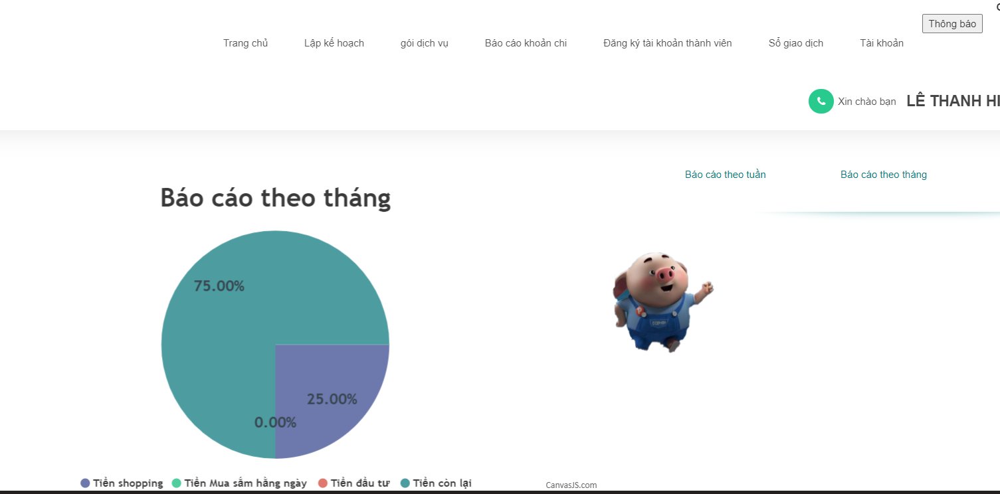 Thông báo
Trang chủ Lập kế hoạch gói dịch vụ Báo cáo khoản chi Đăng ký tài khoản thành viên Sổ giao dịch Tài khoản
Xin chào bạn LÊ THANH
Báo cáo theo tuần Báo cáo theo tháng
Báo cáo theo tháng
75.00%
25.00%
0.00%
Tiền shopping Tiền Mua sắm hằng ngày Tiền đầu tư Tiền còn lại
CanvasJS.com